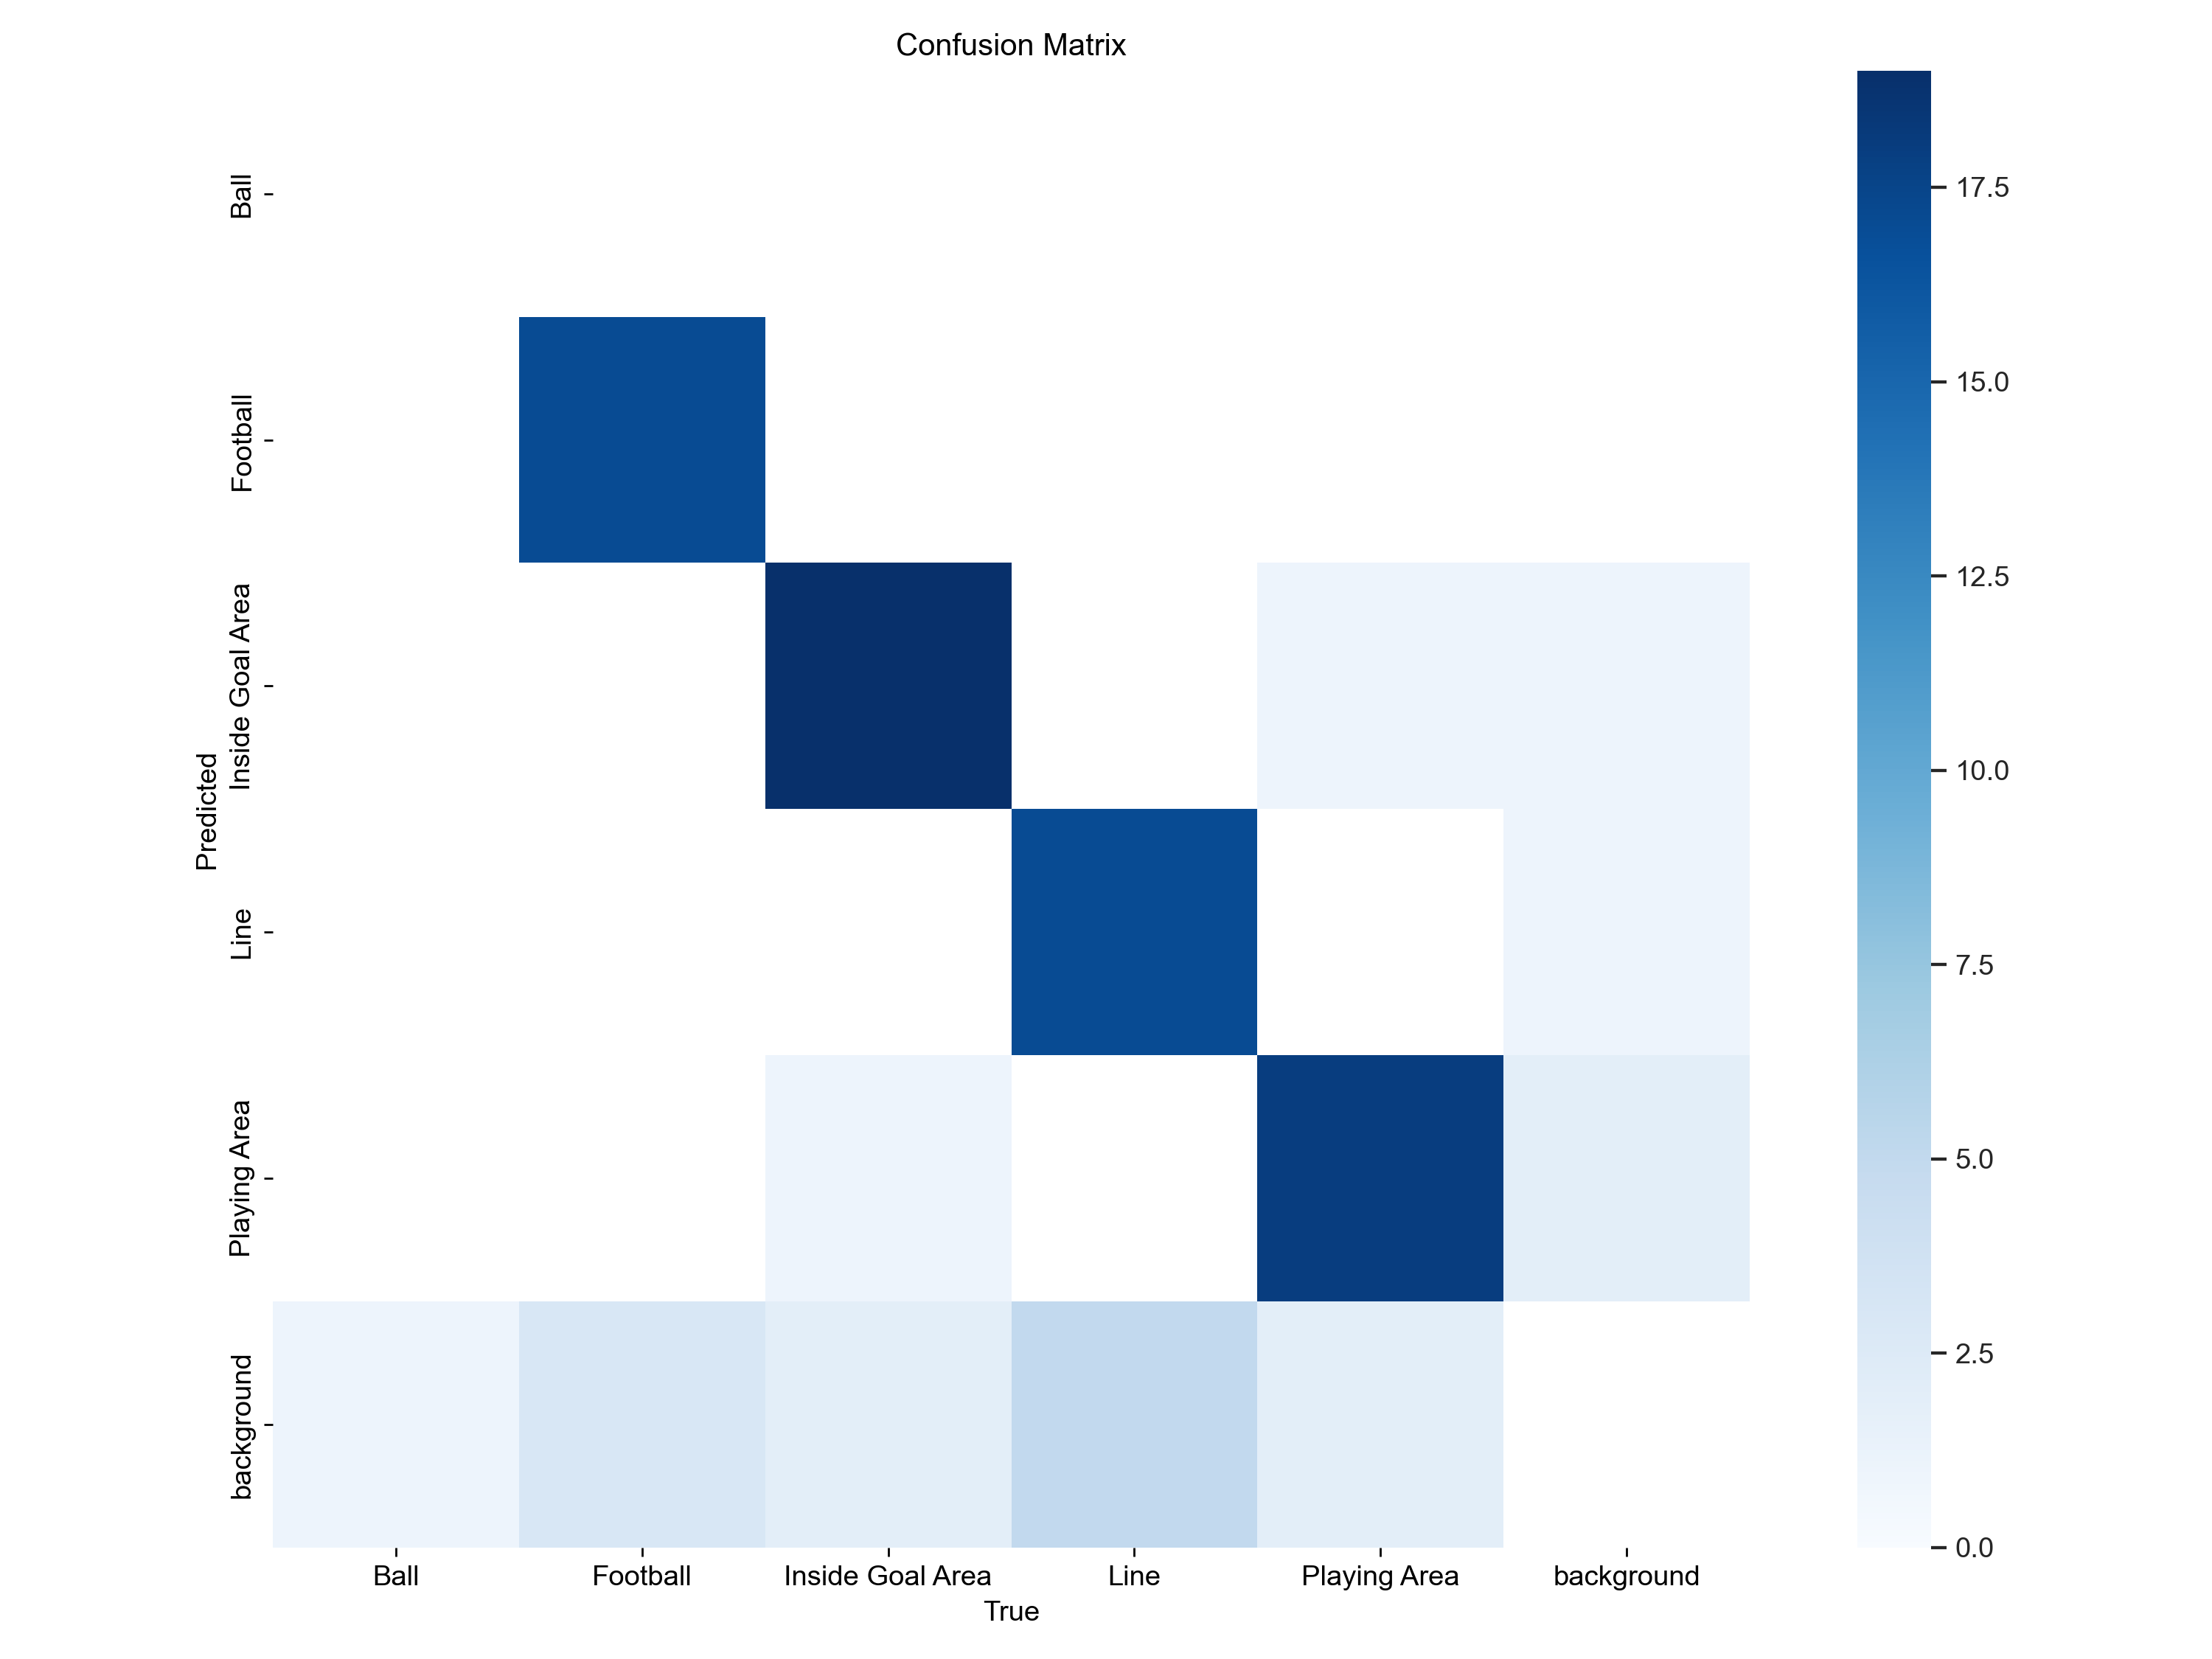 Confusion Matrix
Predicted
Ball
Football
Inside Goal Area
Line
Playing Area
background
Ball
Football
Inside Goal Area
Line
Playing Area
background
True
17.5
15.0
12.5
10.0
7.5
5.0
2.5
0.0